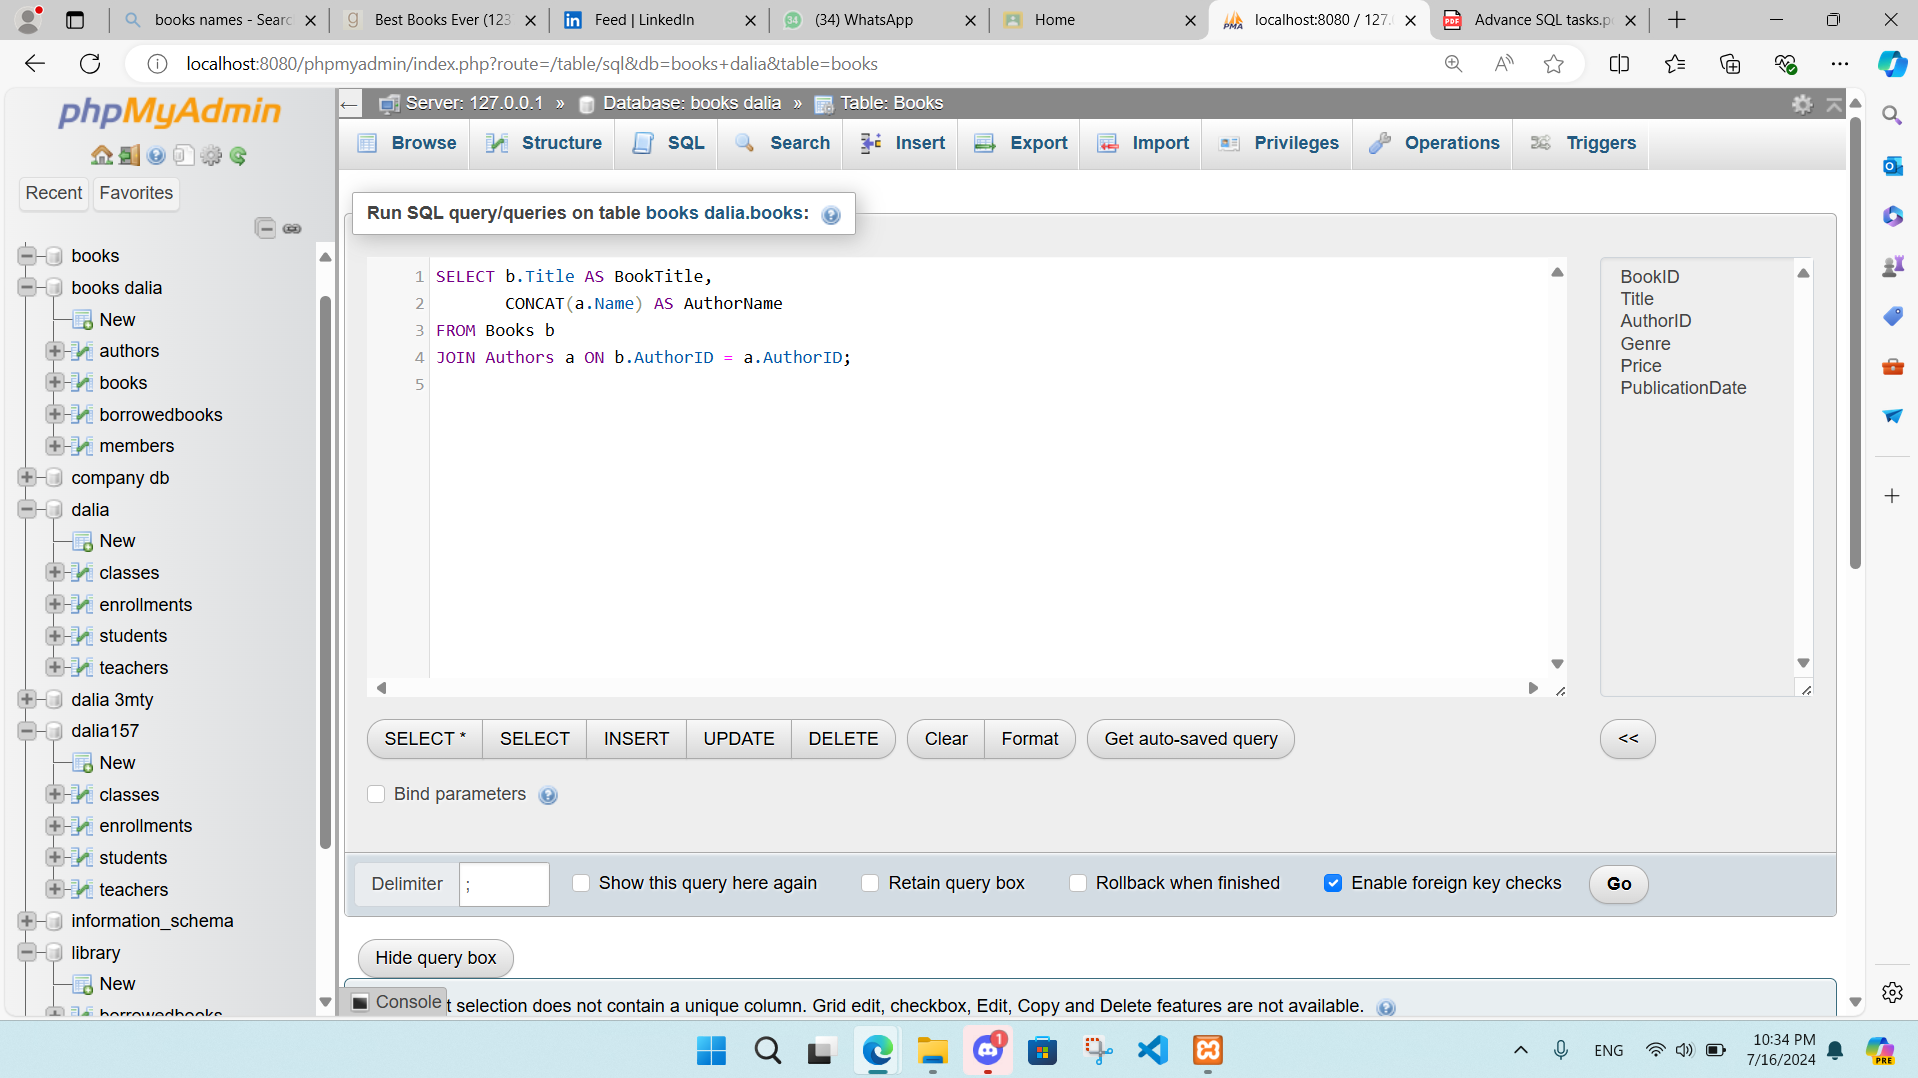 books names - Searc
Best Books Ever (123
Feed | LinkedIn
(34) WhatsApp
Home
localhost:8080 / 127.
Advance SQL tasks.p
localhost:8080/phpmyadmin/index.php?route=/table/sql&db=books+dalia&table=books
phpMyAdmin
Recent
Favorites
books
books dalia
New
authors
books
borrowedbooks
members
company db
dalia
New
classes
enrollments
students
teachers
dalia 3mty
dalia157
New
classes
enrollments
students
teachers
information_schema
library
New
borrowedbooks
Server: 127.0.0.1 » Database: books dalia » Table: Books
Browse
Structure
SQL
Search
Insert
Export
Import
Privileges
Operations
Triggers
Run SQL query/queries on table books dalia.books:
1 SELECT b.Title AS BookTitle,
2 CONCAT(a.Name) AS AuthorName
3 FROM Books b
4 JOIN Authors a ON b.AuthorID = a.AuthorID;
5
BookID
Title
AuthorID
Genre
Price
PublicationDate
SELECT *
SELECT
INSERT
UPDATE
DELETE
Clear
Format
Get auto-saved query
<<
Bind parameters
Delimiter
;
Show this query here again
Retain query box
Rollback when finished
Enable foreign key checks
Go
Hide query box
Console
t selection does not contain a unique column. Grid edit, checkbox, Edit, Copy and Delete features are not available.
1
ENG
10:34 PM
7/16/2024
PRE